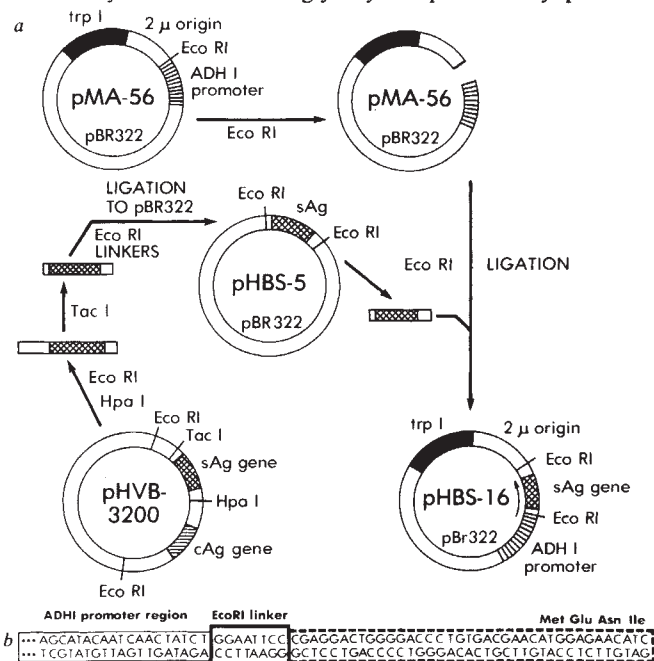 a
trp I
2 μ origin
Eco RI
ADH I
promoter
pMA-56
pBR322
Eco RI
pMA-56
pBR322
LIGATION
TO pBR322
Eco RI
LINKERS
Eco RI
sAg
Eco RI
pHBS-5
pBR322
Eco RI
LIGATION
Tac I
Eco RI
Hpa I
Eco RI
Tac I
sAg gene
Hpa I
cAg gene
Eco RI
pHVB-
3200
trp I
2 μ origin
Eco RI
sAg gene
Eco RI
ADH I
promoter
pHBS-16
pBr322
ADHI promoter region EcoRI linker Met Glu Asn Ile
b ··· AGCATACAATCAACTATCT GGAATTCC CGAGGACTGGGGACCCTGTGACGAACATGGAGAACATC
··· TCGTATGTTAGTTGATAGA CCTTAAGG GCTCCTGACCCCTGGGACACTGCTTGTACCTCTTGTAG